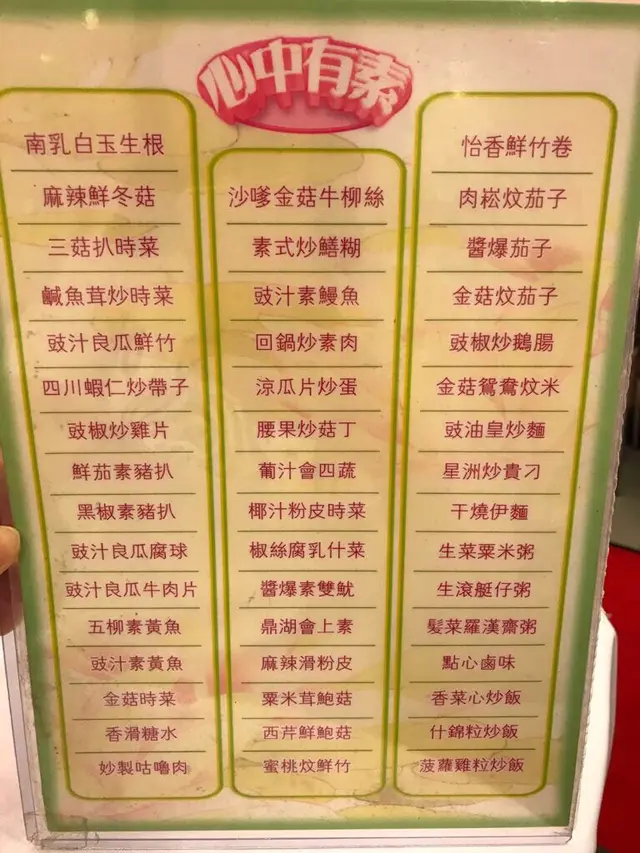 心中有素
南乳白玉生根
麻辣鮮冬菇
三菇扒時菜
鹹魚茸炒時菜
豉汁良瓜鮮竹
四川蝦仁炒帶子
豉椒炒雞片
鮮茄素豬扒
黑椒素豬扒
豉汁良瓜腐球
豉汁良瓜牛肉片
五柳素黃魚
豉汁素黃魚
金菇時菜
香滑糖水
妙製咕嚕肉
沙嗲金菇牛柳絲
素式炒鱔糊
豉汁素鰻魚
回鍋炒素肉
涼瓜片炒蛋
腰果炒菇丁
葡汁會四蔬
椰汁粉皮時菜
椒絲腐乳什菜
醬爆素雙魷
鼎湖會上素
麻辣滑粉皮
粟米茸鮑菇
西芹鮮鮑菇
蜜桃炆鮮竹
怡香鮮竹卷
肉崧炆茄子
醬爆茄子
金菇炆茄子
豉椒炒鵝腸
金菇鴛鴦炆米
豉油皇炒麵
星洲炒貴刁
干燒伊麵
生菜粟米粥
生滾艇仔粥
髮菜羅漢齋粥
點心鹵味
香菜心炒飯
什錦粒炒飯
菠蘿雞粒炒飯